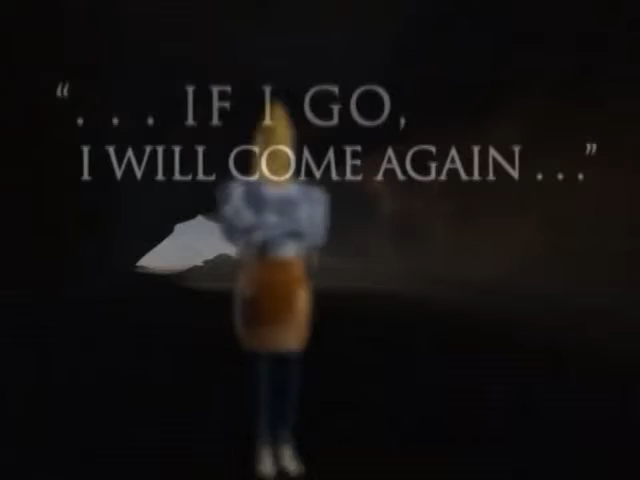 “. . . IF I GO,
I WILL COME AGAIN . . .”